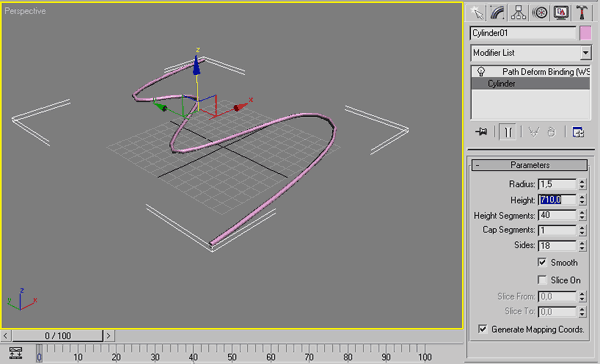 Perspective
z
x
z
y
x
0 / 100
0 10 20 30 40 50 60 70 80 90 100
Cylinder01
Modifier List
Path Deform Binding (WS
Cylinder
- Parameters
Radius: 1,5
Height: 710,0
Height Segments: 40
Cap Segments: 1
Sides: 18
Smooth
Slice On
Slice From: 0,0
Slice To: 0,0
Generate Mapping Coords.